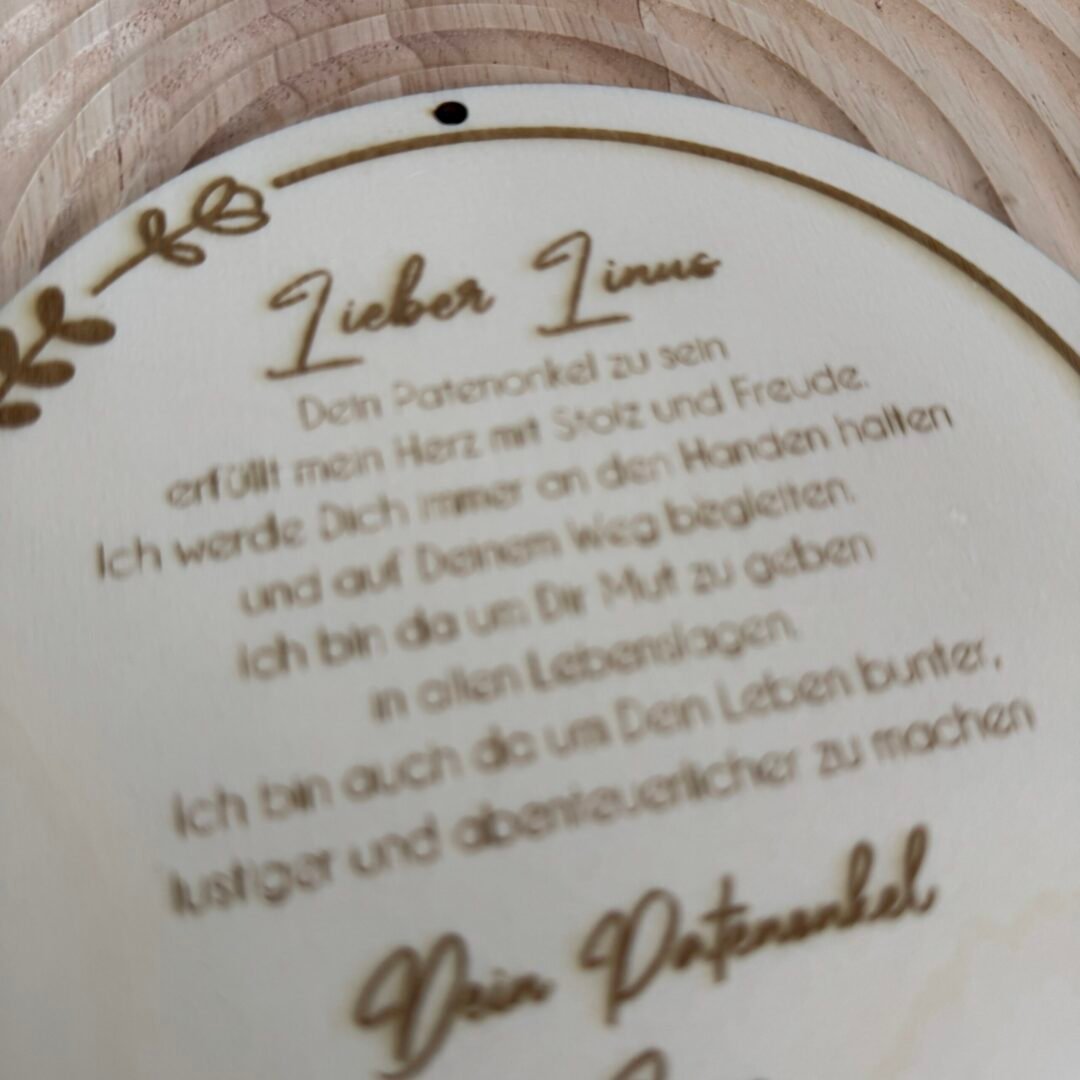 Lieber Linus
Dein Patenonkel zu sein
erfüllt mein Herz mit Stolz und Freude.
Ich werde Dich immer an den Händen halten
und auf Deinem Weg begleiten.
Ich bin da um Dir Mut zu geben
in allen Lebenslagen.
Ich bin auch da um Dein Leben bunter,
lustiger und abenteuerlicher zu machen
Dein Patenonkel